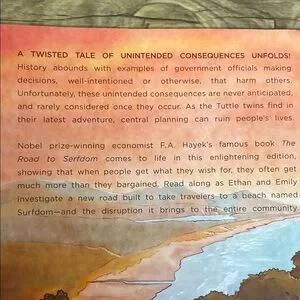 A TWISTED TALE OF UNINTENDED CONSEQUENCES UNFOLDS!
History abounds with examples of government officials making
decisions, well-intentioned or otherwise, that harm others.
Unfortunately, these unintended consequences are never anticipated,
and rarely considered once they occur. As the Tuttle twins find in
their latest adventure, central planning can ruin people's lives.
Nobel prize-winning economist F.A. Hayek's famous book The
Road to Serfdom comes to life in this enlightening edition,
showing that when people get what they wish for, they often get
much more than they bargained. Read along as Ethan and Emily
investigate a new road built to take travelers to a beach named
Surfdom—and the disruption it brings to the entire community.